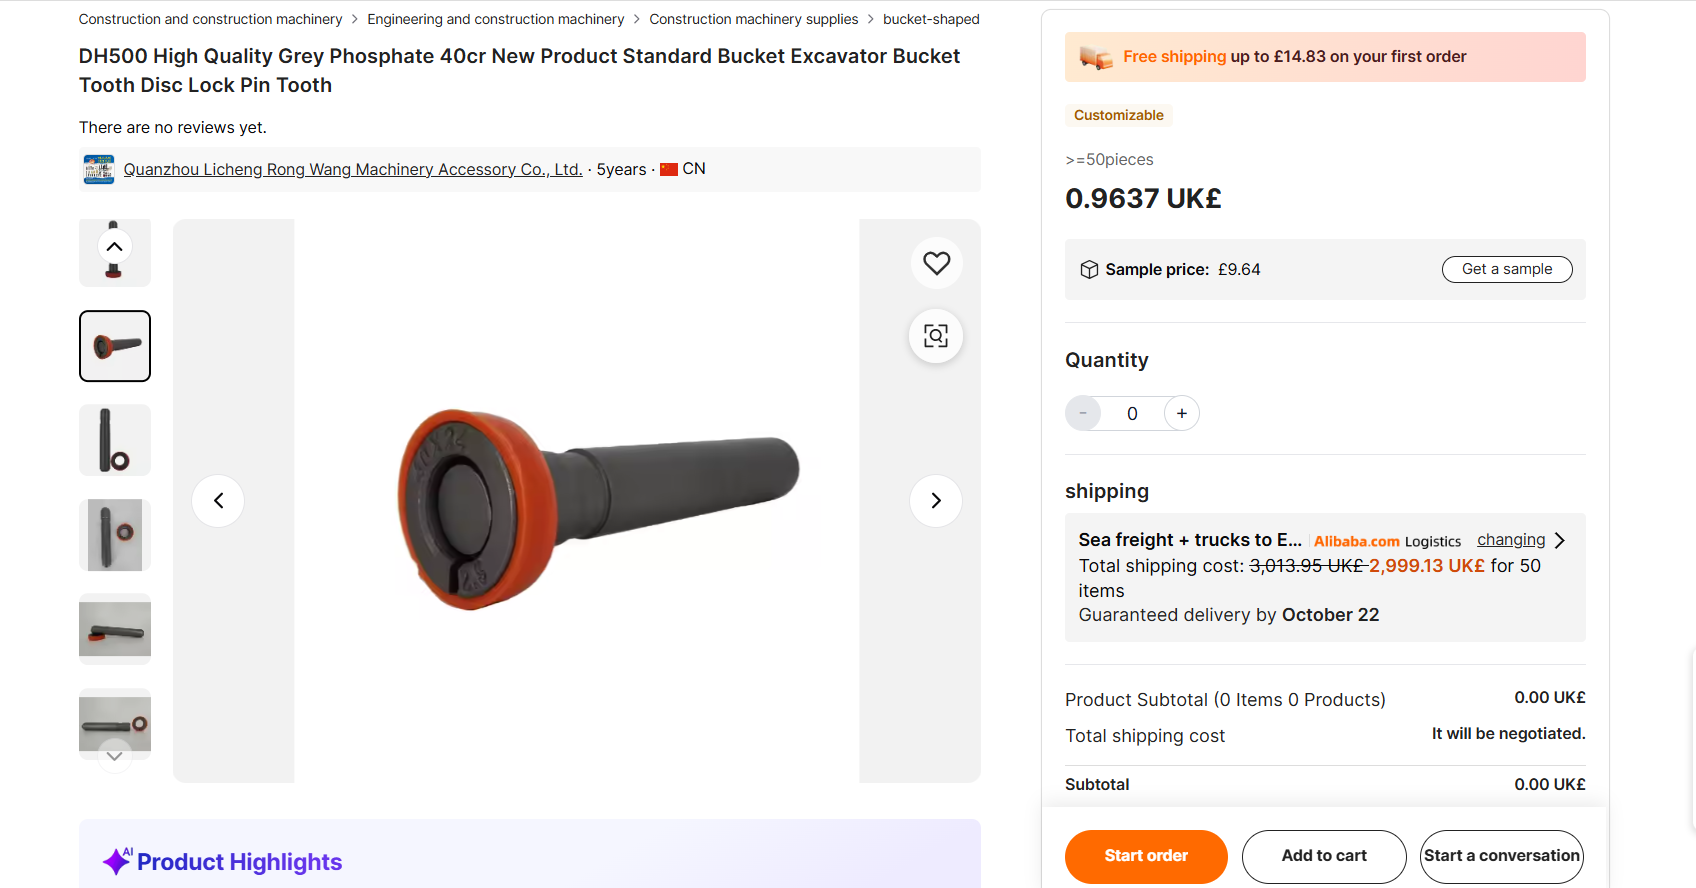 Construction and construction machinery > Engineering and construction machinery > Construction machinery supplies > bucket-shaped
DH500 High Quality Grey Phosphate 40cr New Product Standard Bucket Excavator Bucket
Tooth Disc Lock Pin Tooth
There are no reviews yet.
Quanzhou Licheng Rong Wang Machinery Accessory Co., Ltd. · 5years · CN
AI
Product Highlights
Free shipping up to £14.83 on your first order
Customizable
>=50pieces
0.9637 UK£
Sample price: £9.64
Get a sample
Quantity
- 0 +
shipping
Sea freight + trucks to E... Alibaba.com Logistics changing
Total shipping cost: 3,013.95 UK£ 2,999.13 UK£ for 50
items
Guaranteed delivery by October 22
Product Subtotal (0 Items 0 Products) 0.00 UK£
Total shipping cost It will be negotiated.
Subtotal 0.00 UK£
Start order Add to cart Start a conversation